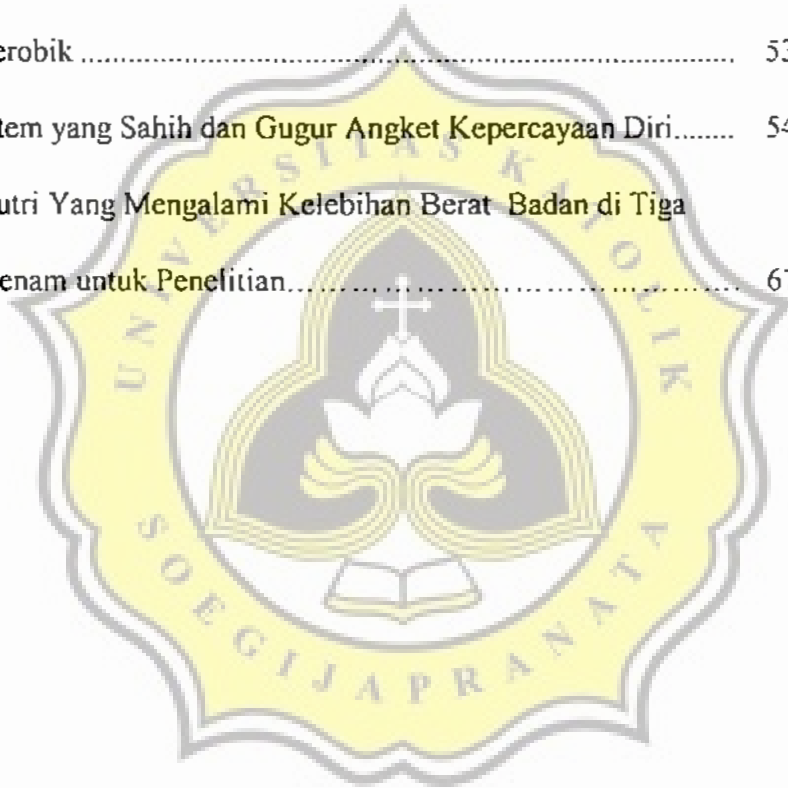 erobik ........................................................................ 53
tem yang Sahih dan Gugur Angket Kepercayaan Diri........ 54
utri Yang Mengalami Kelebihan Berat Badan di Tiga
enam untuk Penelitian................................................ 67
UNIVERSITAS KATOLIK
SOEGIJAPRANATA